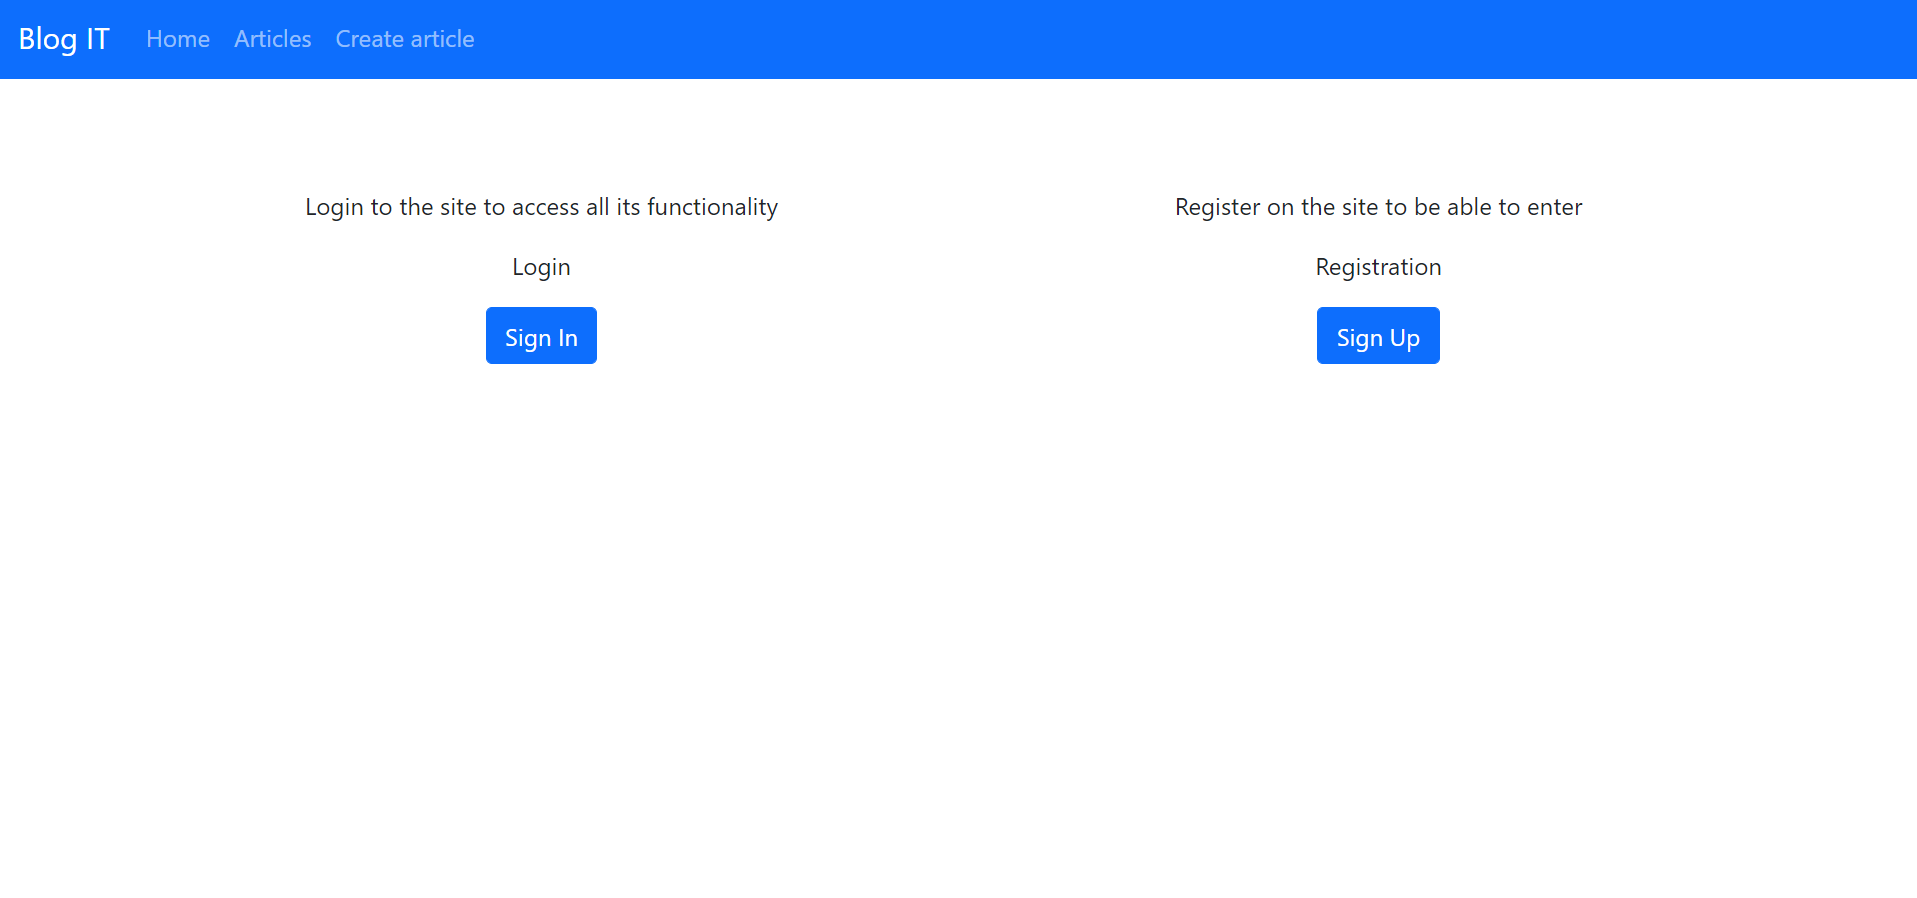 Blog IT Home Articles Create article
Login to the site to access all its functionality
Login
Sign In
Register on the site to be able to enter
Registration
Sign Up